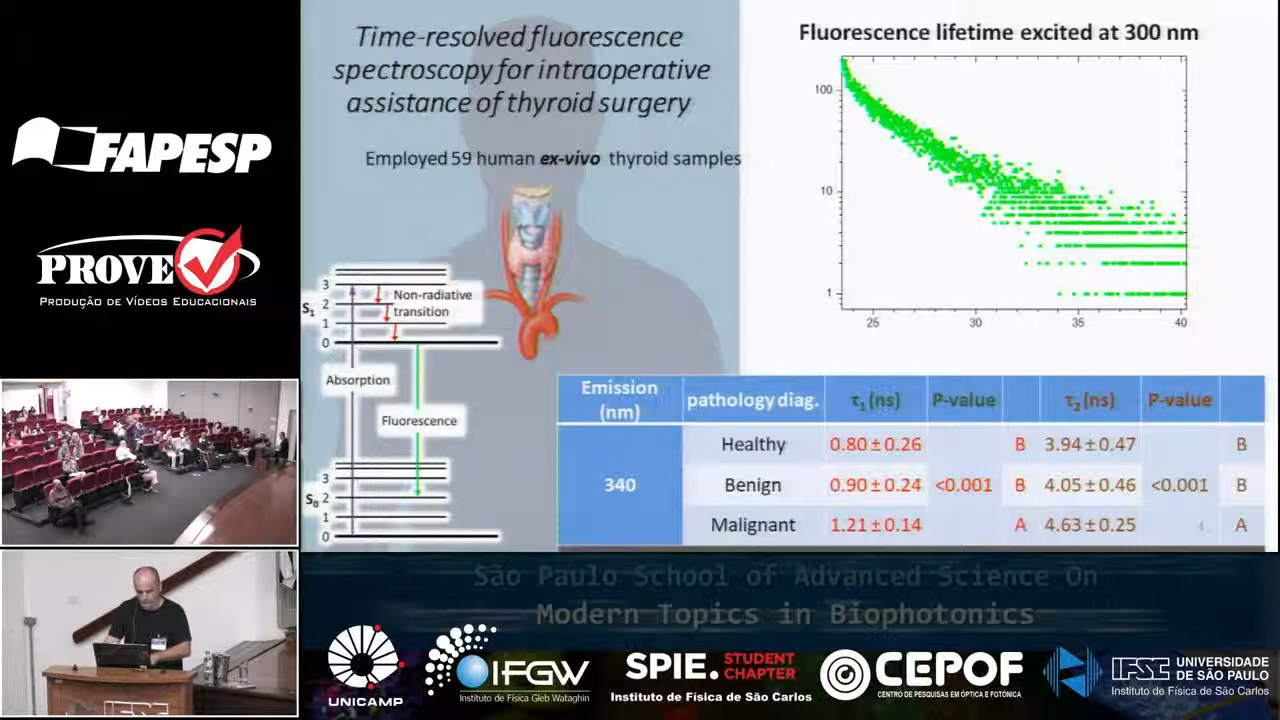 FAPESP
PROVE
PRODUÇÃO DE VÍDEOS EDUCACIONAIS
Time-resolved fluorescence
spectroscopy for intraoperative
assistance of thyroid surgery
Employed 59 human ex-vivo thyroid samples
3
S1
2
1
0
Non-radiative
transition
Absorption
Fluorescence
3
S0
2
1
0
Fluorescence lifetime excited at 300 nm
100
10
1
25 30 35 40
Emission
(nm) pathology diag. τ1 (ns) P-value τ2 (ns) P-value
Healthy 0.80 ± 0.26 B 3.94 ± 0.47 B
340 Benign 0.90 ± 0.24 <0.001 B 4.05 ± 0.46 <0.001 B
Malignant 1.21 ± 0.14 A 4.63 ± 0.25 A
São Paulo School of Advanced Science On
Modern Topics in Biophotonics
UNICAMP
IFGW
Instituto de Física Gleb Wataghin
SPIE. STUDENT
CHAPTER
Instituto de Física de São Carlos
CEPOF
CENTRO DE PESQUISAS EM ÓPTICA E FOTÔNICA
IFSC UNIVERSIDADE
DE SÃO PAULO
Instituto de Física de São Carlos
IFSC